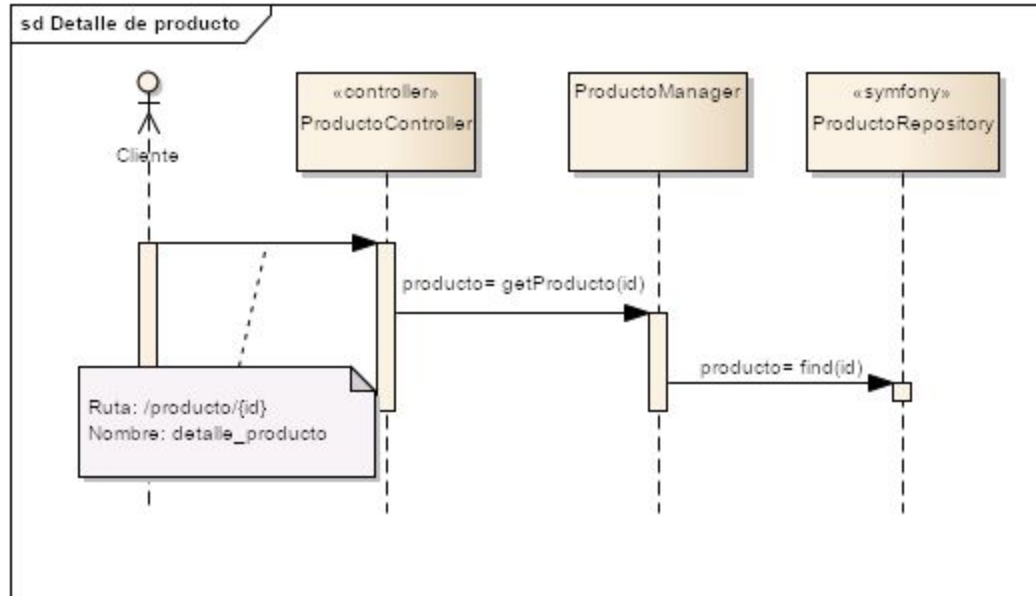 sd Detalle de producto
Cliente
«controller»
ProductoController
ProductoManager
«symfony»
ProductoRepository
producto= getProducto(id)
producto= find(id)
Ruta: /producto/{id}
Nombre: detalle_producto